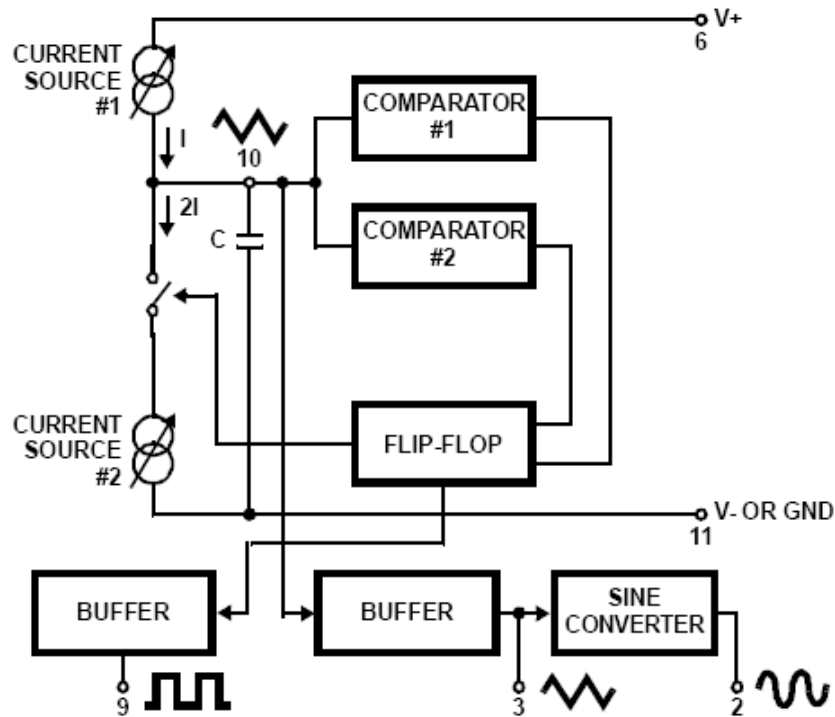 V+
6
CURRENT
SOURCE
#1
I
10
COMPARATOR
#1
2I
C
COMPARATOR
#2
CURRENT
SOURCE
#2
FLIP-FLOP
V- OR GND
11
BUFFER
BUFFER
SINE
CONVERTER
9
3
2